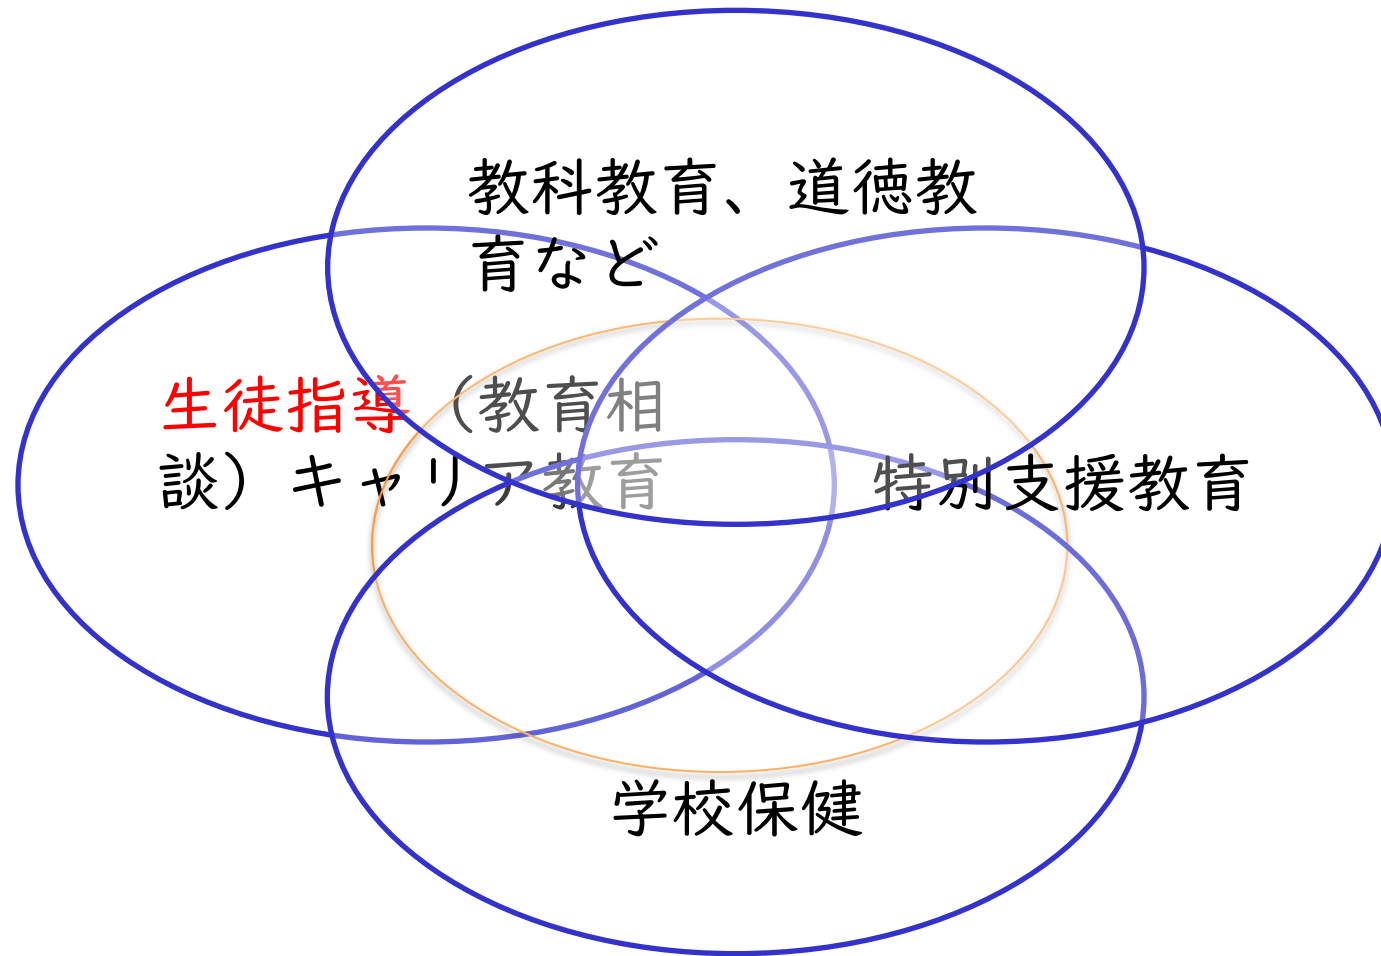 教科教育、道徳教
育など
生徒指導（教育相
談）キャリア教育
特別支援教育
学校保健